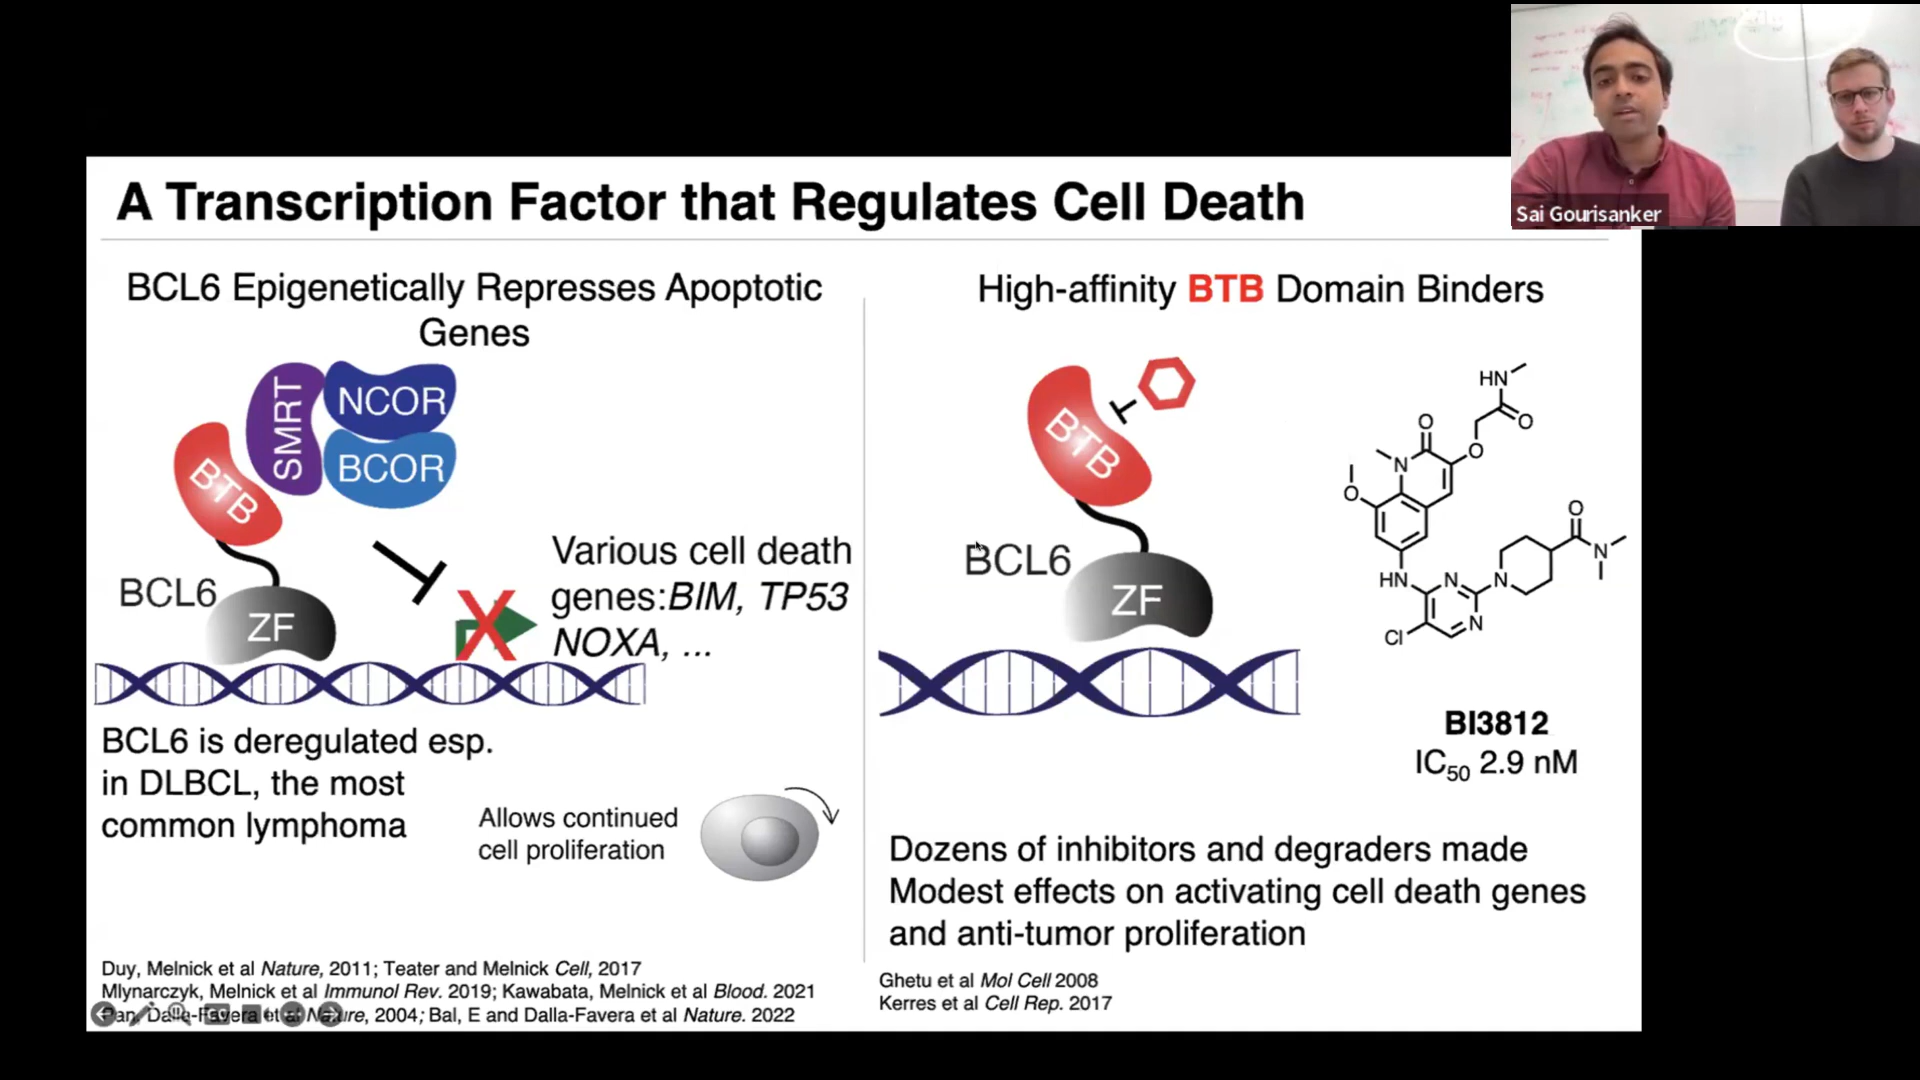 Sai Gourisanker
A Transcription Factor that Regulates Cell Death
BCL6 Epigenetically Represses Apoptotic
Genes
SMRT
NCOR
BCOR
BTB
BCL6
ZF
Various cell death
genes:BIM, TP53
NOXA, ...
BCL6 is deregulated esp.
in DLBCL, the most
common lymphoma
Allows continued
cell proliferation
Duy, Melnick et al Nature, 2011; Teater and Melnick Cell, 2017
Mlynarczyk, Melnick et al Immunol Rev. 2019; Kawabata, Melnick et al Blood. 2021
Dalla-Favera et al Nature, 2004; Bal, E and Dalla-Favera et al Nature. 2022
High-affinity BTB Domain Binders
BTB
BCL6
ZF
HN
O
O
O
N
O
O
N
HN
N
N
N
Cl
BI3812
IC50 2.9 nM
Dozens of inhibitors and degraders made
Modest effects on activating cell death genes
and anti-tumor proliferation
Ghetu et al Mol Cell 2008
Kerres et al Cell Rep. 2017